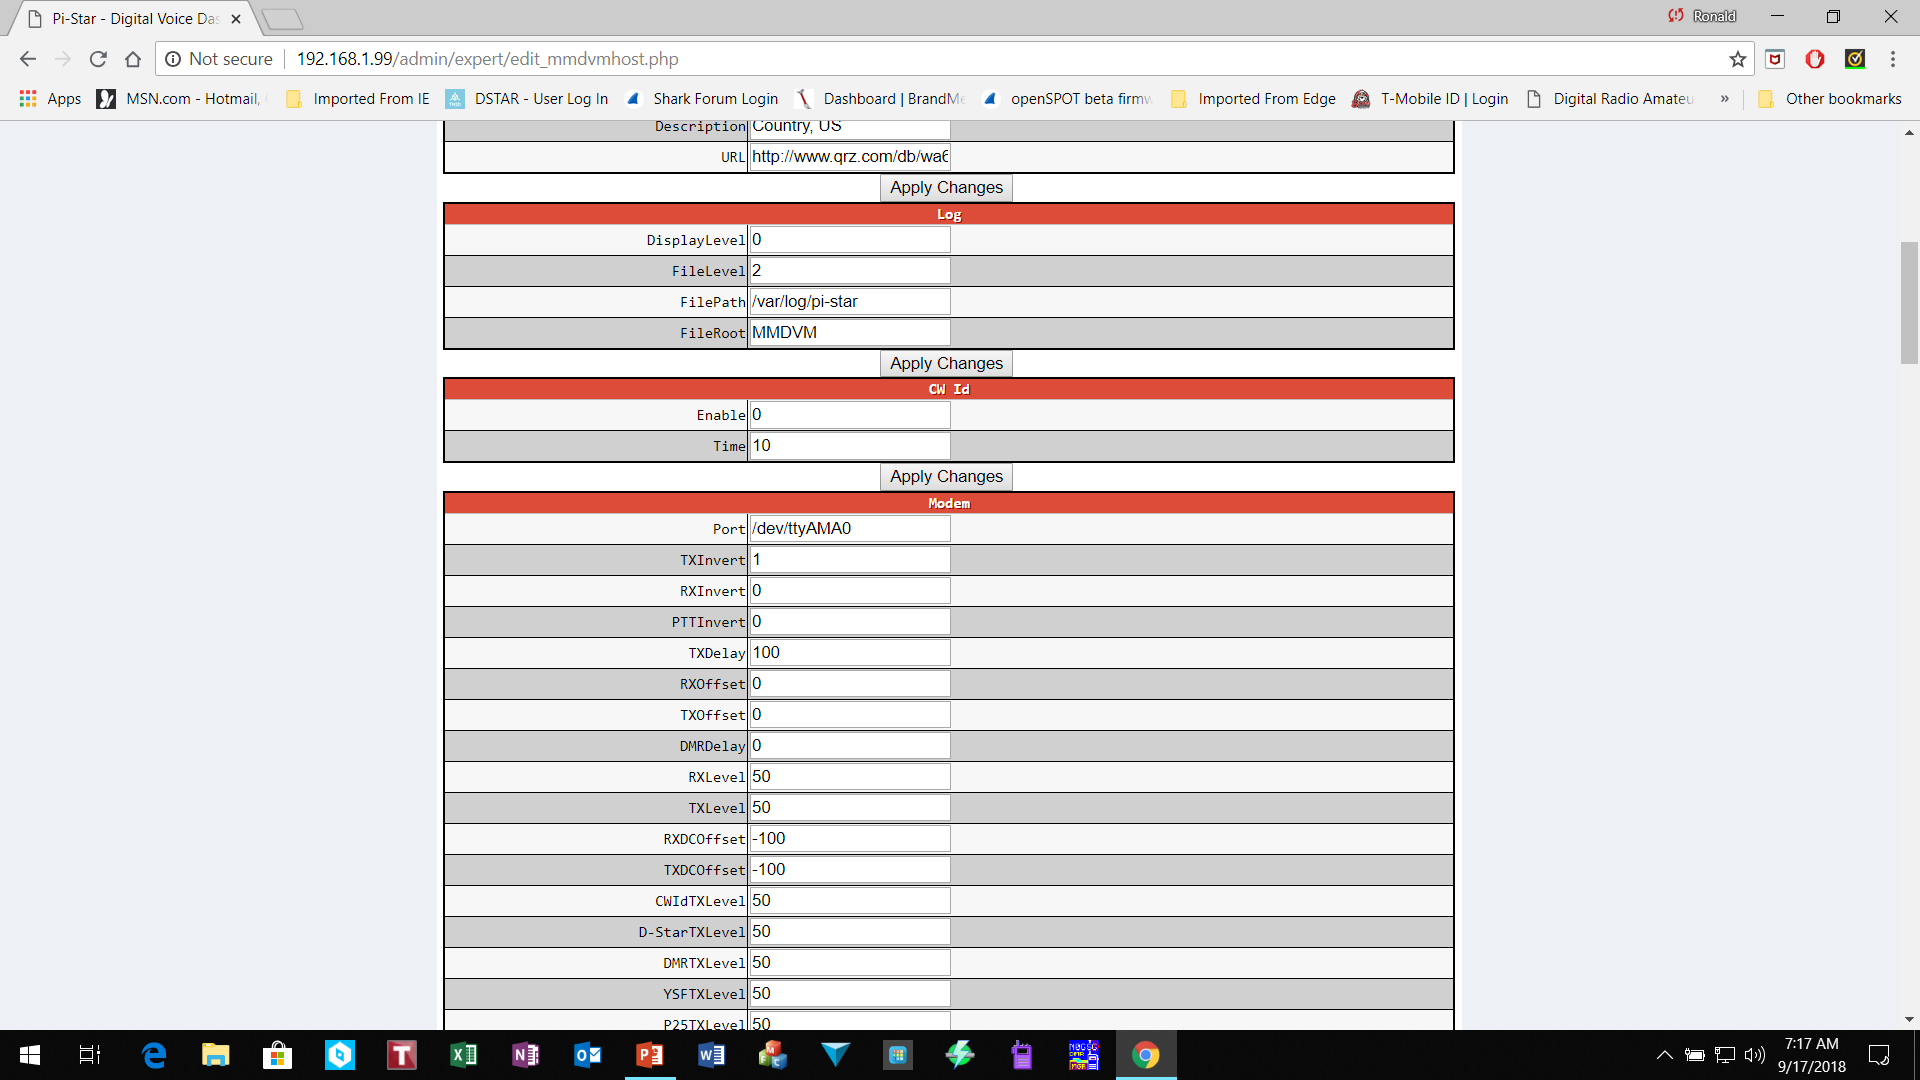 Pi-Star - Digital Voice Das
Ronald
Not secure 192.168.1.99/admin/expert/edit_mmdvmhost.php
Apps MSN.com - Hotmail, Imported From IE DSTAR - User Log In Shark Forum Login Dashboard | BrandMe openSPOT beta firmw Imported From Edge T-Mobile ID | Login Digital Radio Amateu » Other bookmarks
Description Country, US
URL http://www.qrz.com/db/wa6
Apply Changes
Log
DisplayLevel 0
FileLevel 2
FilePath /var/log/pi-star
FileRoot MMDVM
Apply Changes
CW Id
Enable 0
Time 10
Apply Changes
Modem
Port /dev/ttyAMA0
TXInvert 1
RXInvert 0
PTTInvert 0
TXDelay 100
RXOffset 0
TXOffset 0
DMRDelay 0
RXLevel 50
TXLevel 50
RXDCOffset -100
TXDCOffset -100
CWIdTXLevel 50
D-StarTXLevel 50
DMRTXLevel 50
YSFTXLevel 50
P25TXLevel 50
7:17 AM
9/17/2018